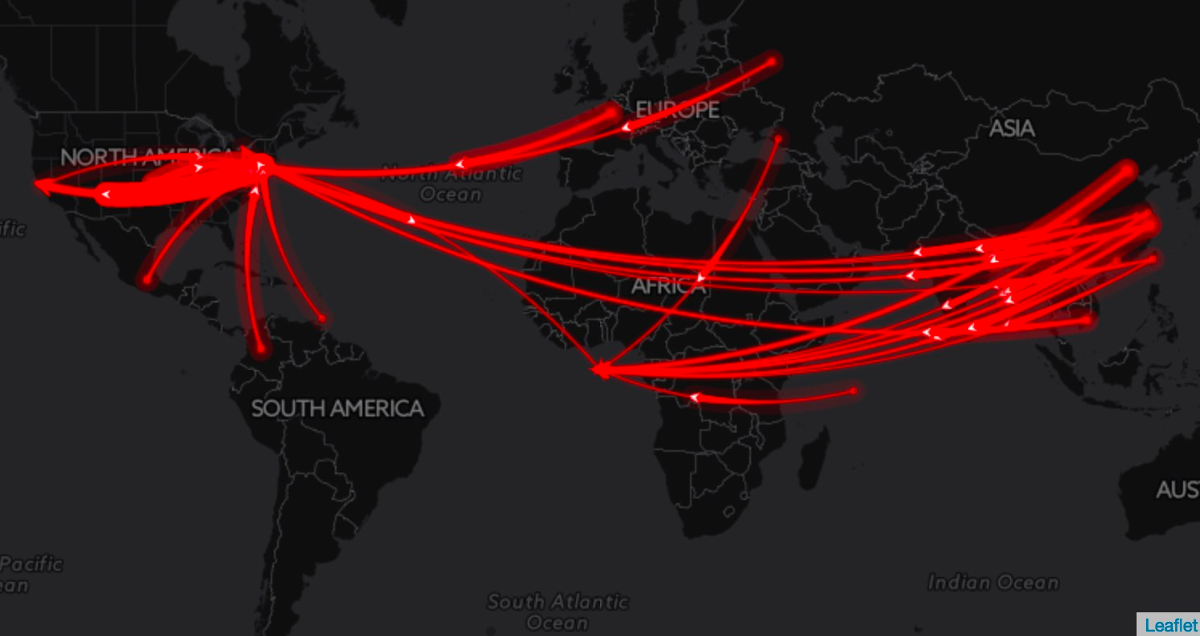 EUROPE
ASIA
NORTH AMERICA
North Atlantic
Ocean
fic
AFRICA
SOUTH AMERICA
AUS
Pacific
ean
Indian Ocean
South Atlantic
Ocean
Leaflet